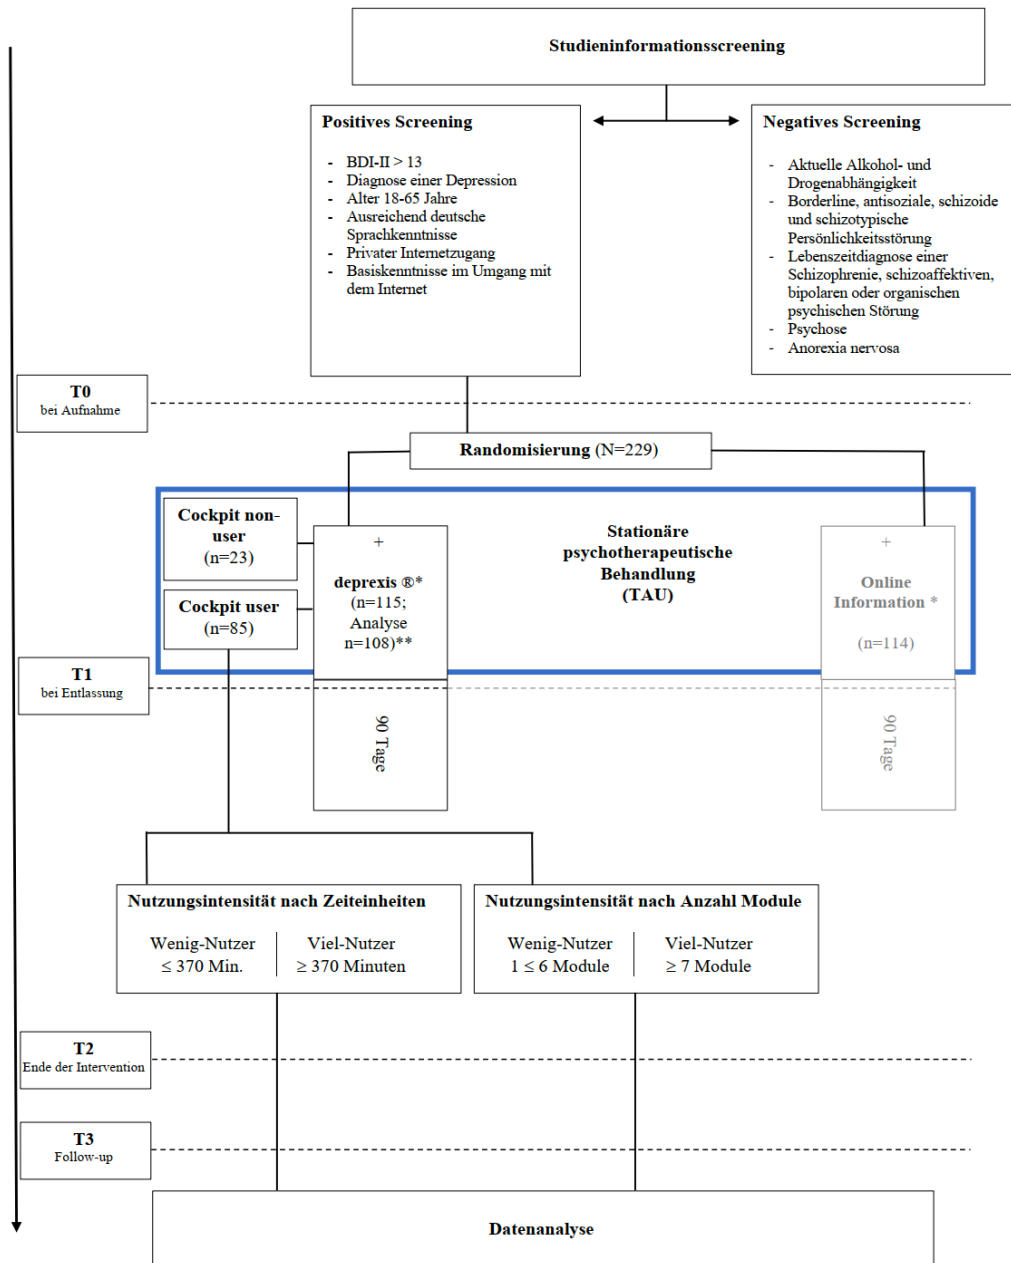 Studieninformationsscreening
Positives Screening
- BDI-II > 13
- Diagnose einer Depression
- Alter 18-65 Jahre
- Ausreichend deutsche
Sprachkenntnisse
- Privater Internetzugang
- Basiskenntnisse im Umgang mit
dem Internet
Negatives Screening
- Aktuelle Alkohol- und
Drogenabhängigkeit
- Borderline, antisoziale, schizoide
und schizotypische
Persönlichkeitsstörung
- Lebenszeitdiagnose einer
Schizophrenie, schizoaffektiven,
bipolaren oder organischen
psychischen Störung
- Psychose
- Anorexia nervosa
T0
bei Aufnahme
Randomisierung (N=229)
Cockpit non-
user
(n=23)
Cockpit user
(n=85)
+
deprexis ®*
(n=115;
Analyse
n=108)**
Stationäre
psychotherapeutische
Behandlung
(TAU)
+
Online
Information *
(n=114)
T1
bei Entlassung
90 Tage
90 Tage
Nutzungsintensität nach Zeiteinheiten
Wenig-Nutzer
≤ 370 Min.
Viel-Nutzer
≥ 370 Minuten
Nutzungsintensität nach Anzahl Module
Wenig-Nutzer
1 ≤ 6 Module
Viel-Nutzer
≥ 7 Module
T2
Ende der Intervention
T3
Follow-up
Datenanalyse